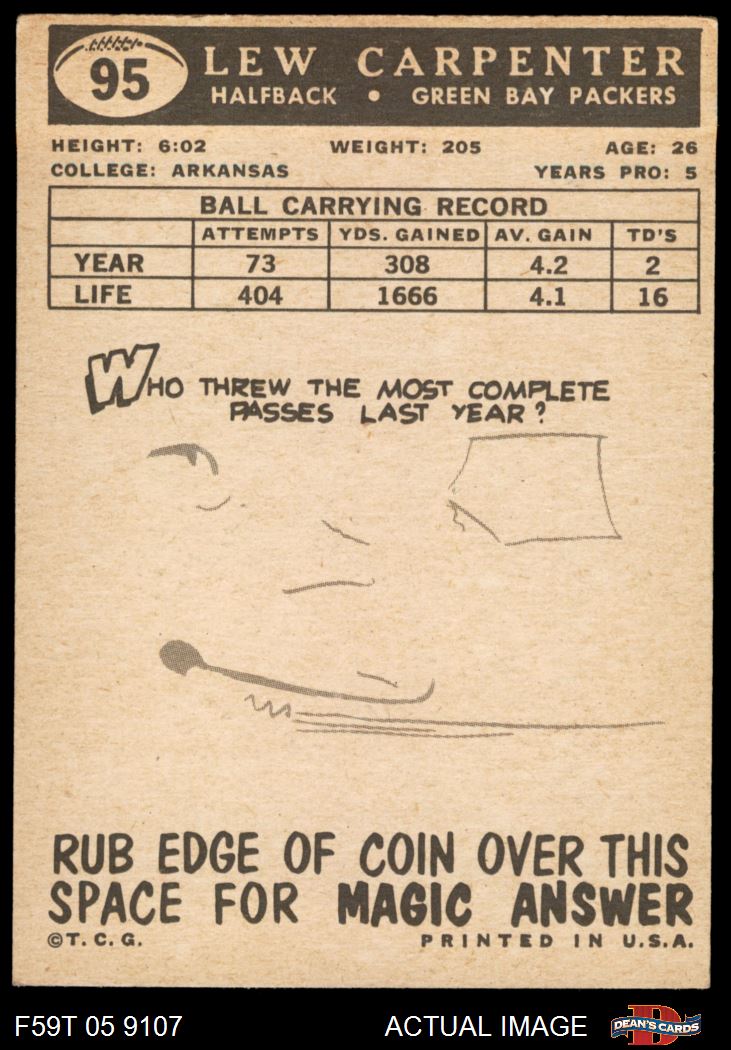 95
LEW CARPENTER
HALFBACK • GREEN BAY PACKERS
HEIGHT: 6:02 WEIGHT: 205 AGE: 26
COLLEGE: ARKANSAS YEARS PRO: 5
BALL CARRYING RECORD
ATTEMPTS YDS. GAINED AV. GAIN TD'S
YEAR 73 308 4.2 2
LIFE 404 1666 4.1 16
WHO THREW THE MOST COMPLETE
PASSES LAST YEAR?
RUB EDGE OF COIN OVER THIS
SPACE FOR MAGIC ANSWER
©T. C. G. PRINTED IN U.S.A.
F59T 05 9107 ACTUAL IMAGE D DEAN'S CARDS